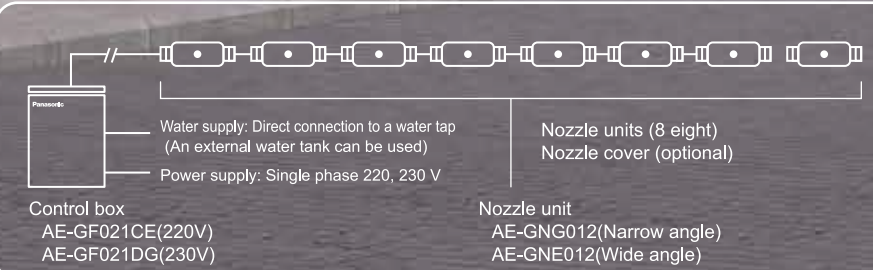 Panasonic
Water supply: Direct connection to a water tap
(An external water tank can be used)
Power supply: Single phase 220, 230 V
Nozzle units (8 eight)
Nozzle cover (optional)
Control box
AE-GF021CE(220V)
AE-GF021DG(230V)
Nozzle unit
AE-GNG012(Narrow angle)
AE-GNE012(Wide angle)